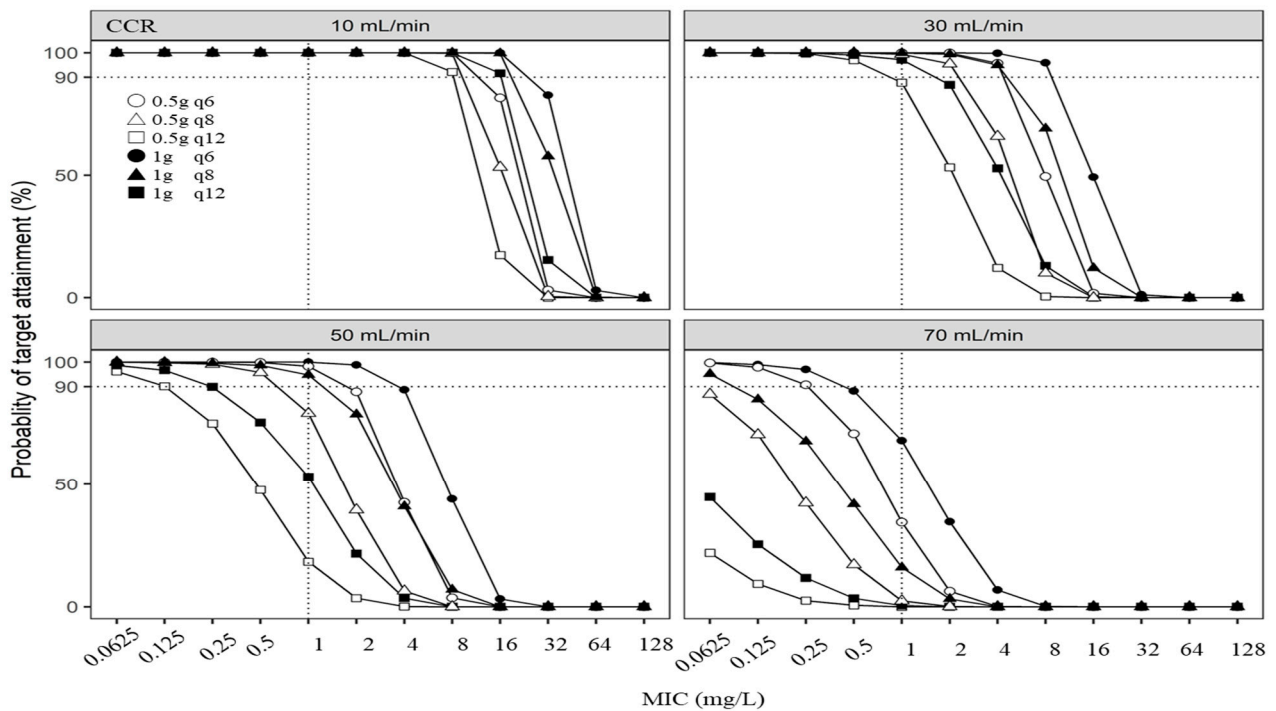 CCR 10 mL/min 30 mL/min
100
90
50
0
0.5g q6
0.5g q8
0.5g q12
1g q6
1g q8
1g q12
Probablity of target attainment (%)
50 mL/min 70 mL/min
100
90
50
0
0.0625 0.125 0.25 0.5 1 2 4 8 16 32 64 128 0.0625 0.125 0.25 0.5 1 2 4 8 16 32 64 128
MIC (mg/L)